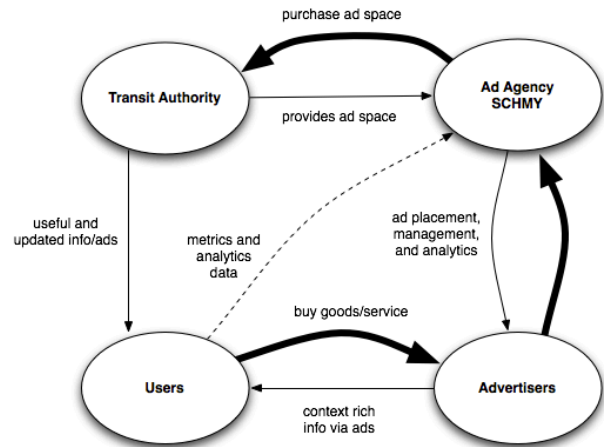 purchase ad space
Transit Authority
Ad Agency
SCHMY
provides ad space
useful and
updated info/ads
metrics and
analytics
data
ad placement,
management,
and analytics
buy goods/service
Users
Advertisers
context rich
info via ads